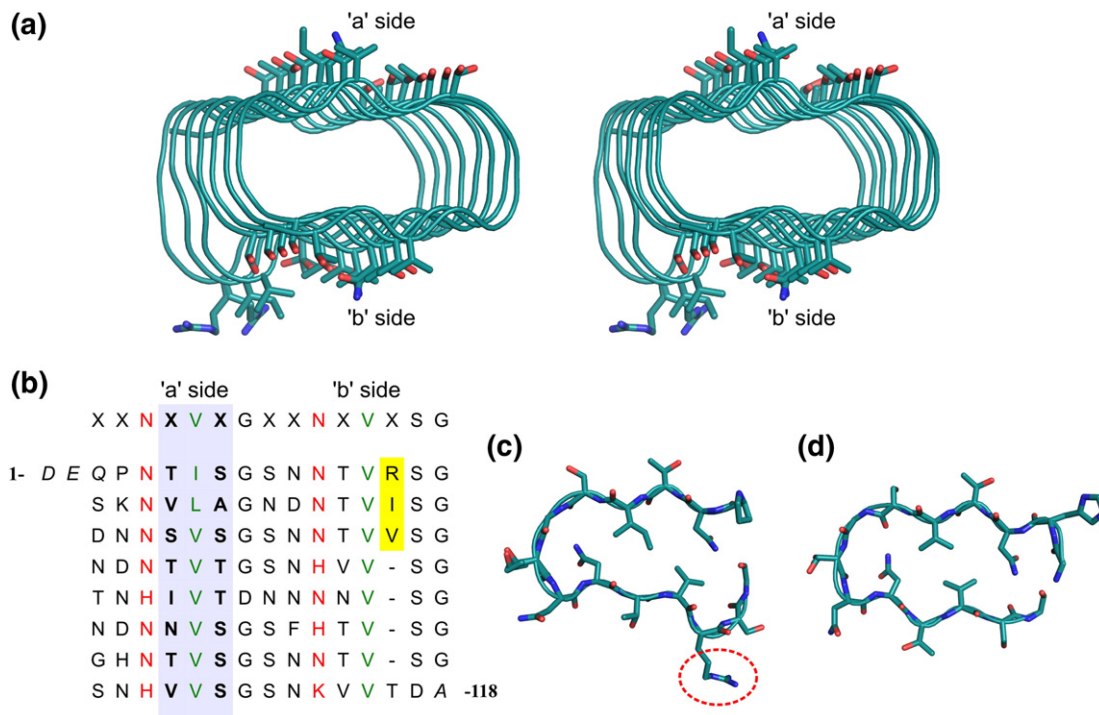 (a)
'a' side
'a' side
'b' side
'b' side
(b)
'a' side 'b' side
X X N X V X G X X N X V X S G
1- D E Q P N T I S G S N N T V R S G
S K N V L A G N D N T V I S G
D N N S V S G S N N T V V S G
N D N T V T G S N H V V - S G
T N H I V T D N N N N V - S G
N D N N V S G S F H T V - S G
G H N T V S G S N N T V - S G
S N H V V S G S N K V V T D A -118
(c)
(d)